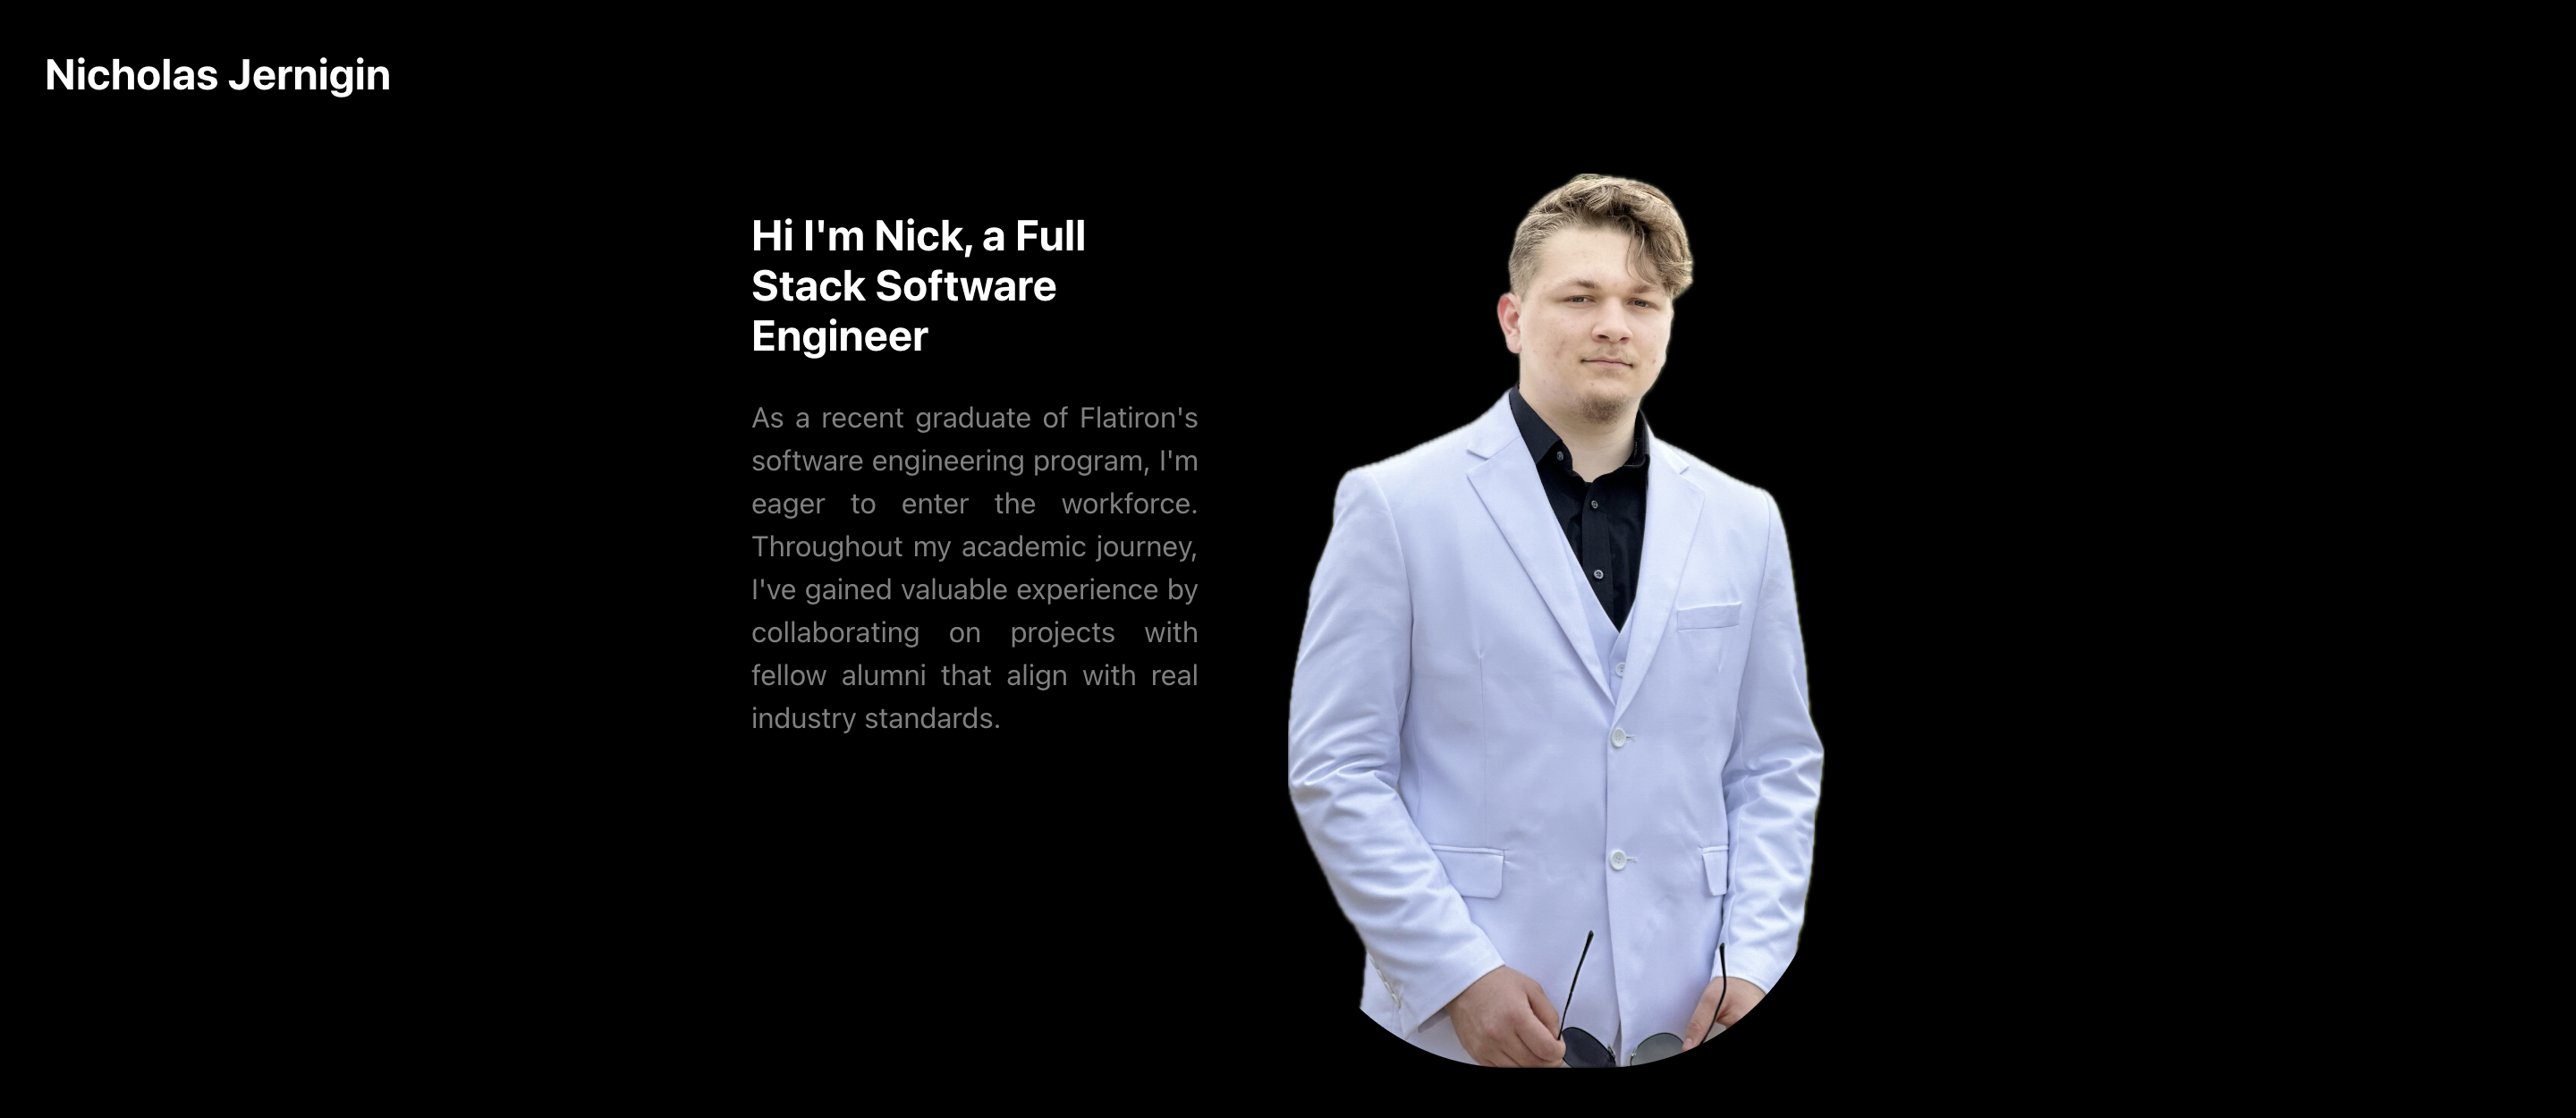 Nicholas Jernigin
Hi I'm Nick, a Full
Stack Software
Engineer
As a recent graduate of Flatiron's
software engineering program, I'm
eager to enter the workforce.
Throughout my academic journey,
I've gained valuable experience by
collaborating on projects with
fellow alumni that align with real
industry standards.